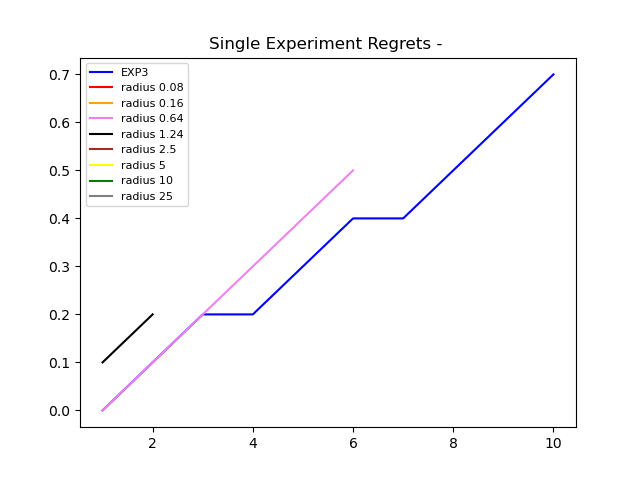 Single Experiment Regrets -
0.7
0.6
0.5
0.4
0.3
0.2
0.1
0.0
EXP3
radius 0.08
radius 0.16
radius 0.64
radius 1.24
radius 2.5
radius 5
radius 10
radius 25
2 4 6 8 10